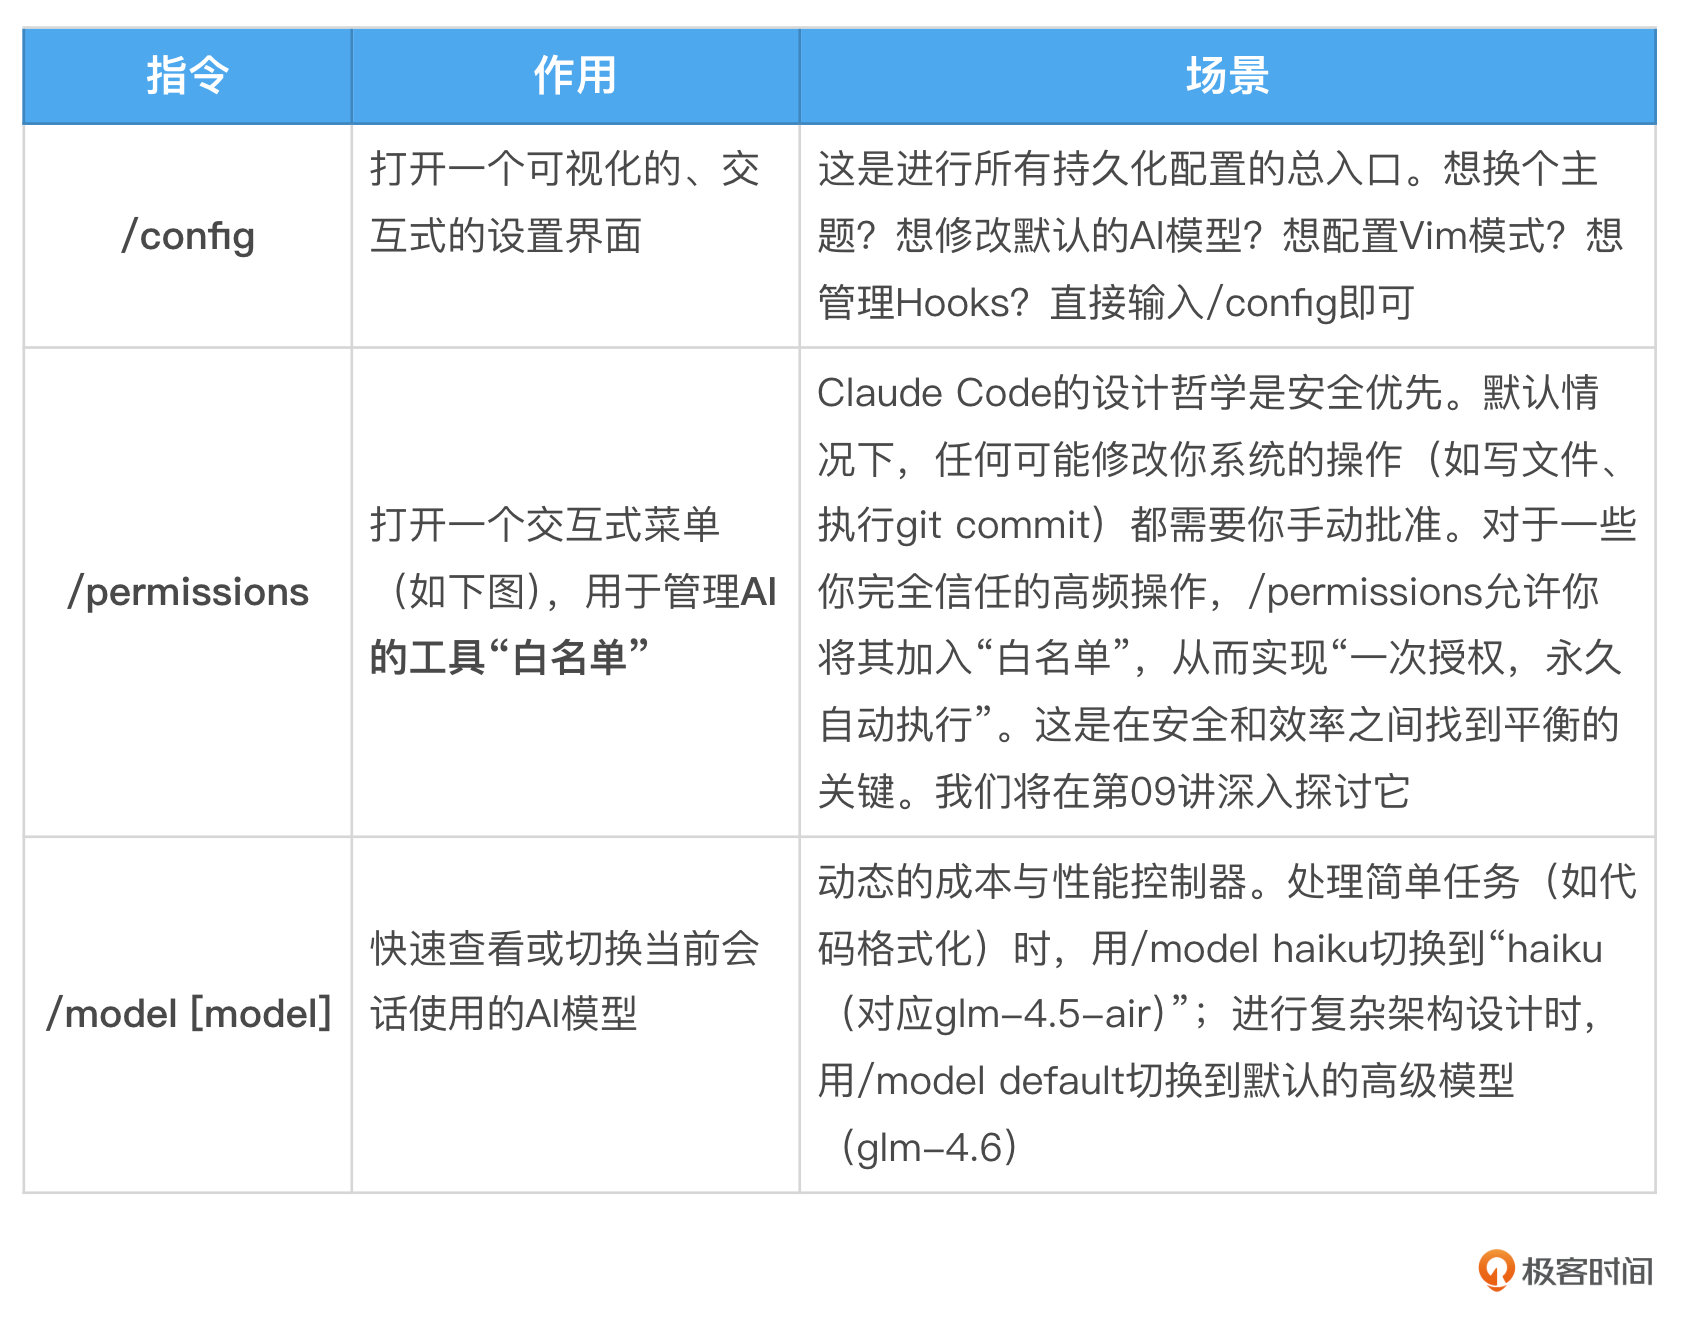 指令
作用
场景
/config
打开一个可视化的、交
互式的设置界面
这是进行所有持久化配置的总入口。想换个主
题？想修改默认的AI模型？想配置Vim模式？想
管理Hooks？直接输入/config即可
/permissions
打开一个交互式菜单
（如下图），用于管理AI
的工具“白名单”
Claude Code的设计哲学是安全优先。默认情
况下，任何可能修改你系统的操作（如写文件、
执行git commit）都需要你手动批准。对于一些
你完全信任的高频操作，/permissions允许你
将其加入“白名单”，从而实现“一次授权，永久
自动执行”。这是在安全和效率之间找到平衡的
关键。我们将在第09讲深入探讨它
/model [model]
快速查看或切换当前会
话使用的AI模型
动态的成本与性能控制器。处理简单任务（如代
码格式化）时，用/model haiku切换到“haiku
（对应glm-4.5-air）”；进行复杂架构设计时，
用/model default切换到默认的高级模型
（glm-4.6）
极客时间